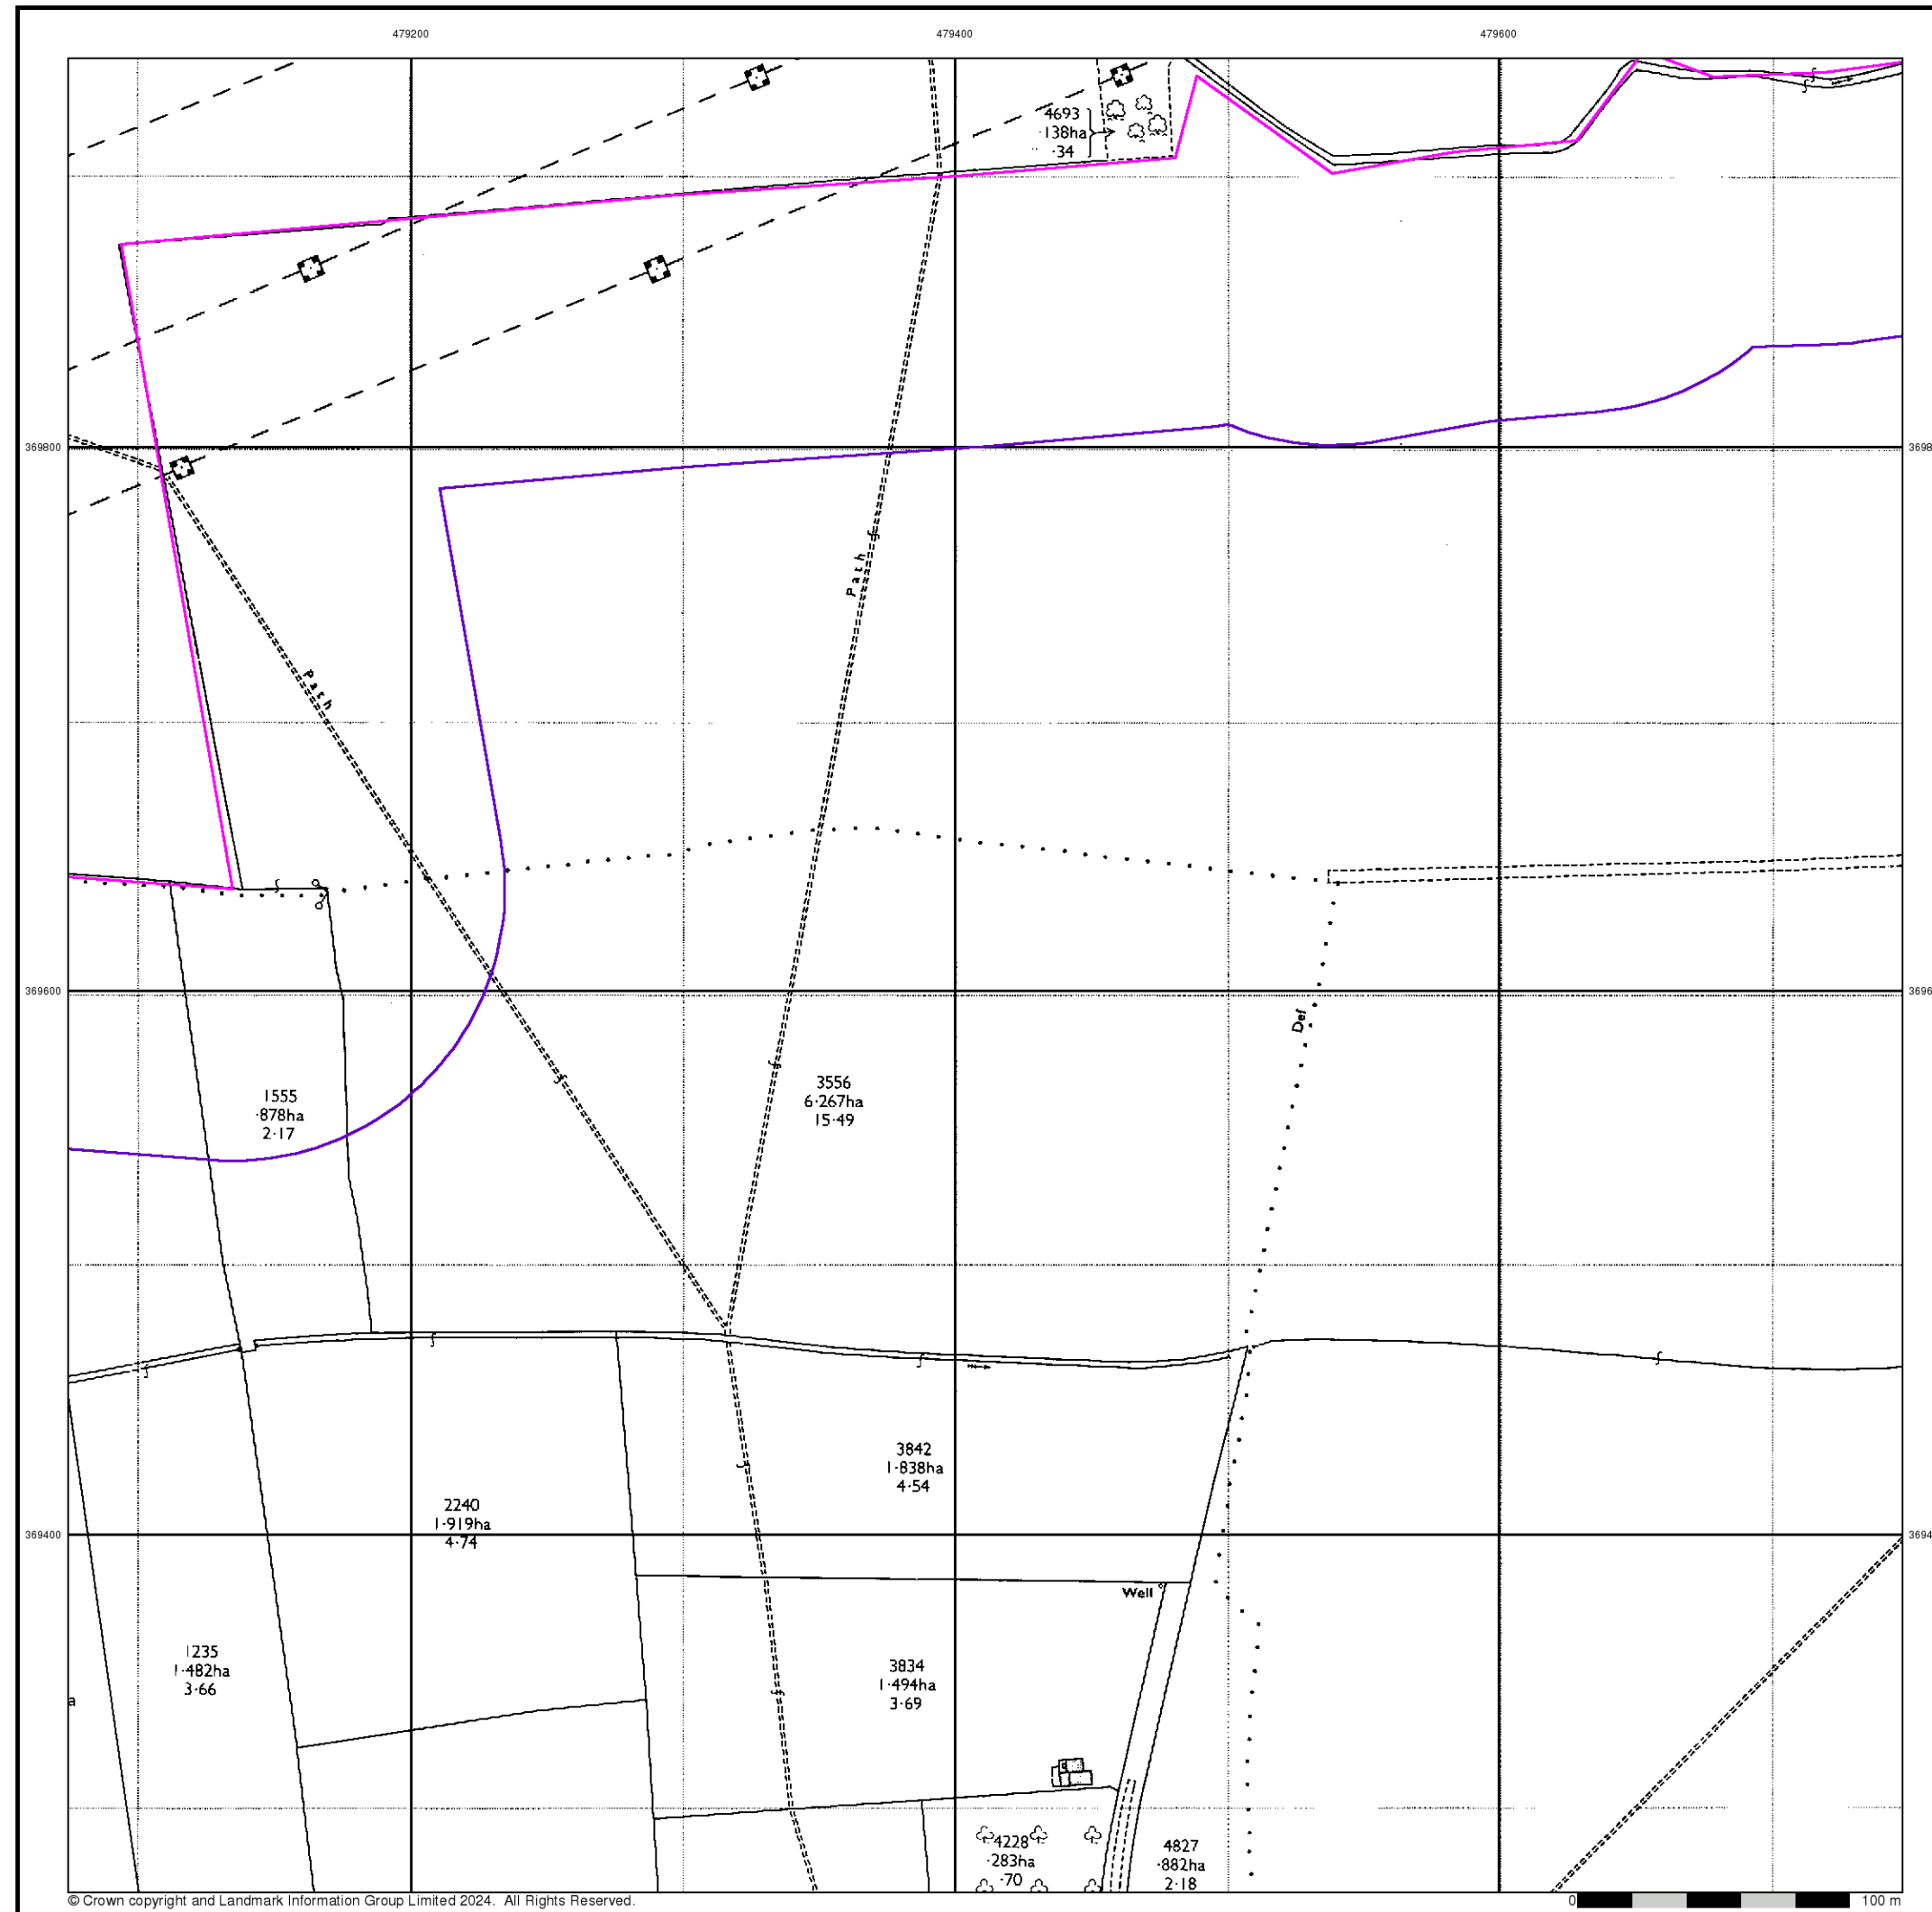 479200
479400
479600
4693
·138ha
·34
369800
3698
Path
Path
369600
3696
Def
1555
·878ha
2·17
3556
6·267ha
15·49
3842
1·838ha
4·54
2240
1·919ha
4·74
369400
3694
Well
1235
1·482ha
3·66
3834
1·494ha
3·69
a
4228
·283ha
·70
4827
·882ha
2·18
© Crown copyright and Landmark Information Group Limited 2024. All Rights Reserved.
0
100 m